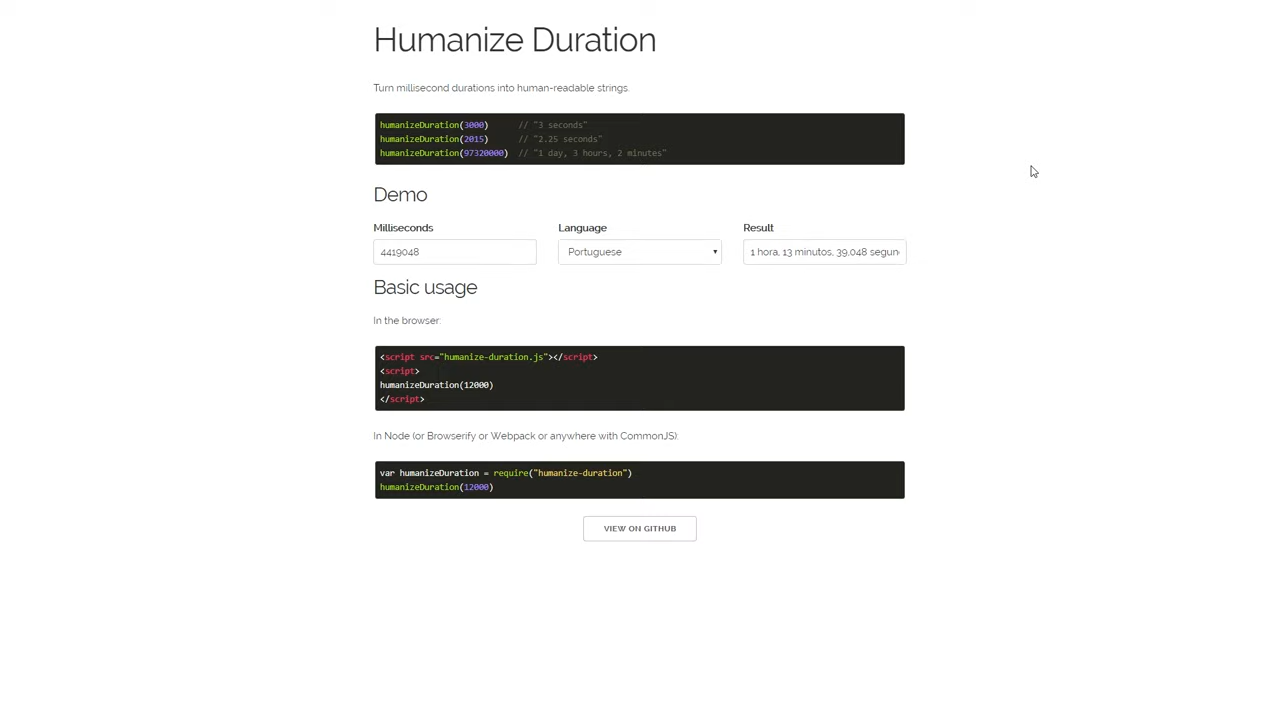 Humanize Duration
Turn millisecond durations into human-readable strings.
humanizeDuration(3000) // "3 seconds"
humanizeDuration(2015) // "2.25 seconds"
humanizeDuration(97320000) // "1 day, 3 hours, 2 minutes"
Demo
Milliseconds Language Result
4419048 Portuguese 1 hora, 13 minutos, 39,048 segun
Basic usage
In the browser:
<script src="humanize-duration.js"></script>
<script>
humanizeDuration(12000)
</script>
In Node (or Browserify or Webpack or anywhere with CommonJS):
var humanizeDuration = require("humanize-duration")
humanizeDuration(12000)
VIEW ON GITHUB